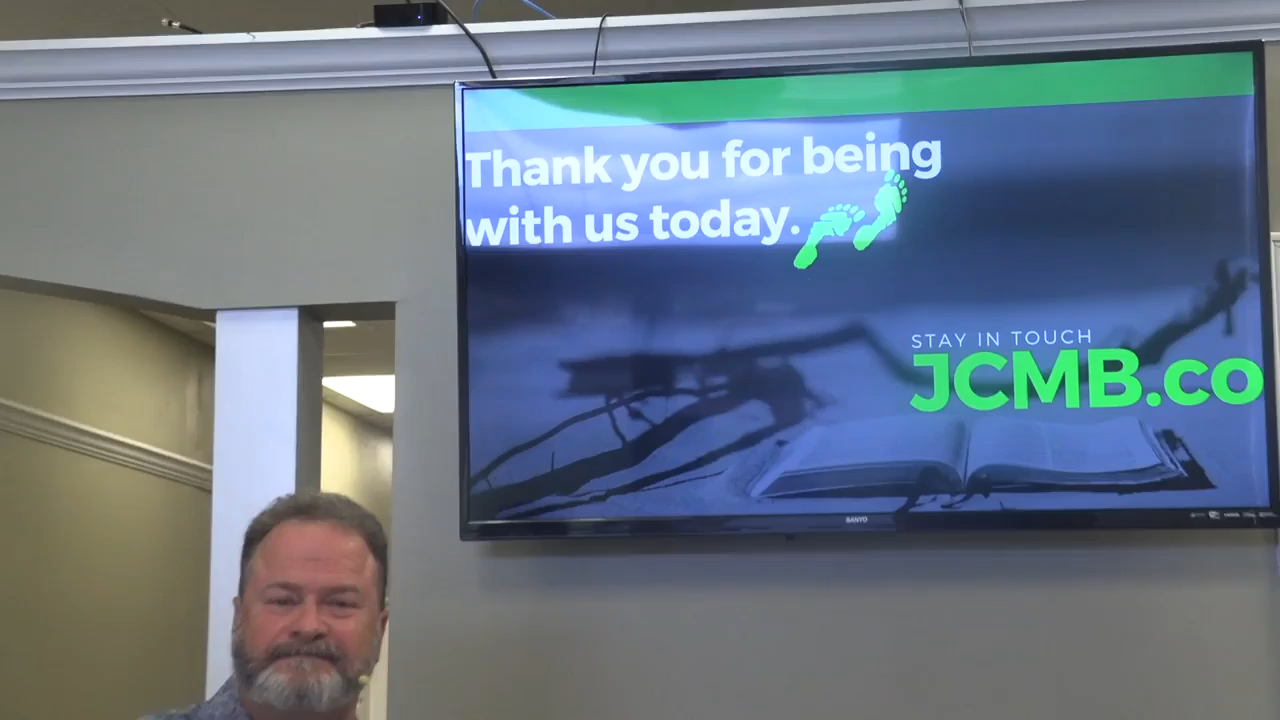 Thank you for being
with us today.
STAY IN TOUCH
JCMB.co
SANYO